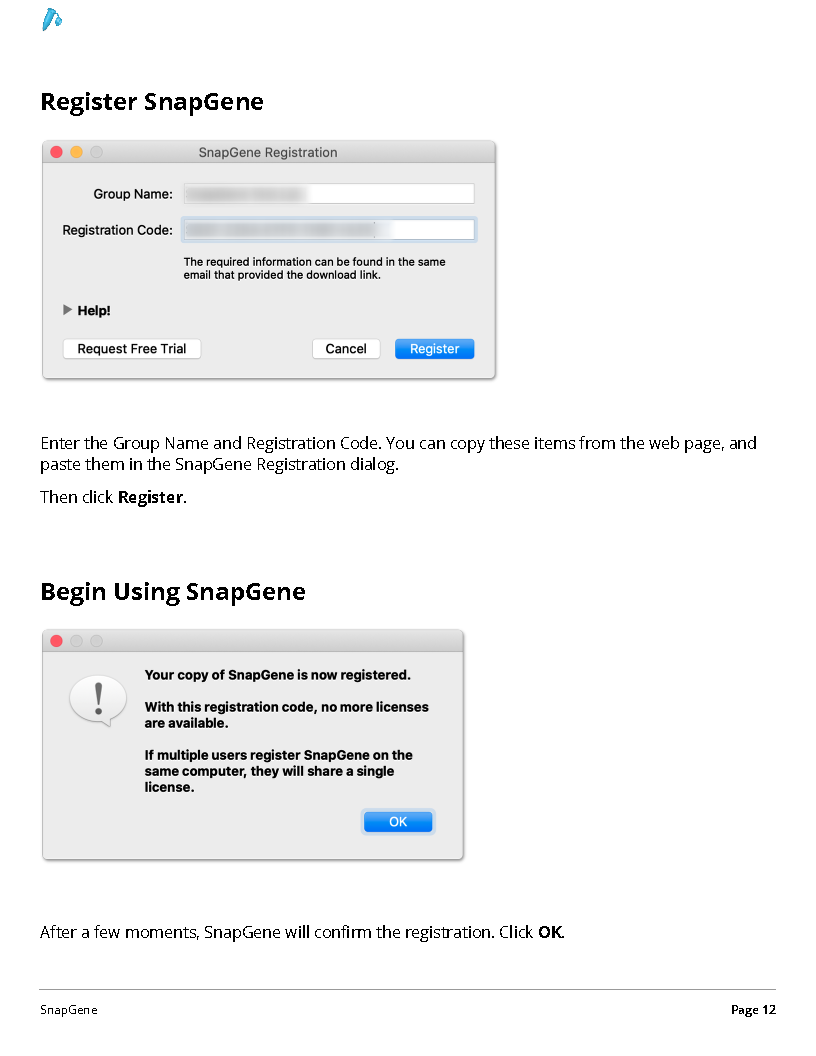 Register SnapGene
SnapGene Registration
Group Name:
Registration Code:
The required information can be found in the same
email that provided the download link.
Help!
Request Free Trial
Cancel
Register
Enter the Group Name and Registration Code. You can copy these items from the web page, and
paste them in the SnapGene Registration dialog.
Then click Register.
Begin Using SnapGene
Your copy of SnapGene is now registered.
With this registration code, no more licenses
are available.
If multiple users register SnapGene on the
same computer, they will share a single
license.
OK
After a few moments, SnapGene will confirm the registration. Click OK.
SnapGene
Page 12